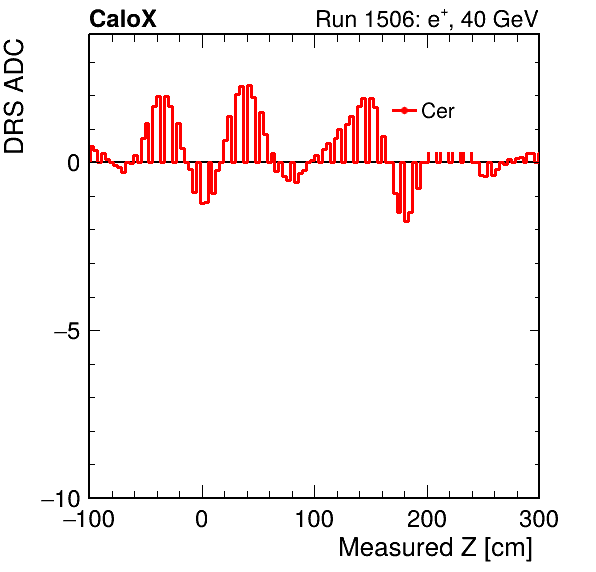 CaloX Run 1506: e+, 40 GeV
DRS ADC
Cer
0
−5
−10
−100 0 100 200 300
Measured Z [cm]